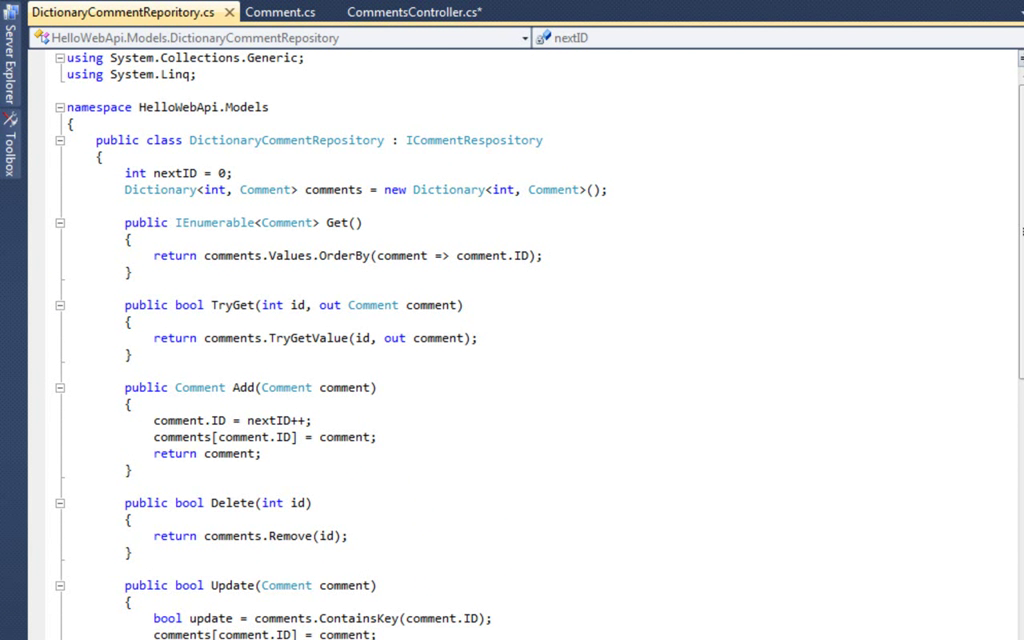 DictionaryCommentReporitory.cs Comment.cs CommentsController.cs*
HelloWebApi.Models.DictionaryCommentRepository nextID
Server Explorer
Toolbox
using System.Collections.Generic;
using System.Linq;
namespace HelloWebApi.Models
{
public class DictionaryCommentRepository : ICommentRespository
{
int nextID = 0;
Dictionary<int, Comment> comments = new Dictionary<int, Comment>();
public IEnumerable<Comment> Get()
{
return comments.Values.OrderBy(comment => comment.ID);
}
public bool TryGet(int id, out Comment comment)
{
return comments.TryGetValue(id, out comment);
}
public Comment Add(Comment comment)
{
comment.ID = nextID++;
comments[comment.ID] = comment;
return comment;
}
public bool Delete(int id)
{
return comments.Remove(id);
}
public bool Update(Comment comment)
{
bool update = comments.ContainsKey(comment.ID);
comments[comment.ID] = comment;